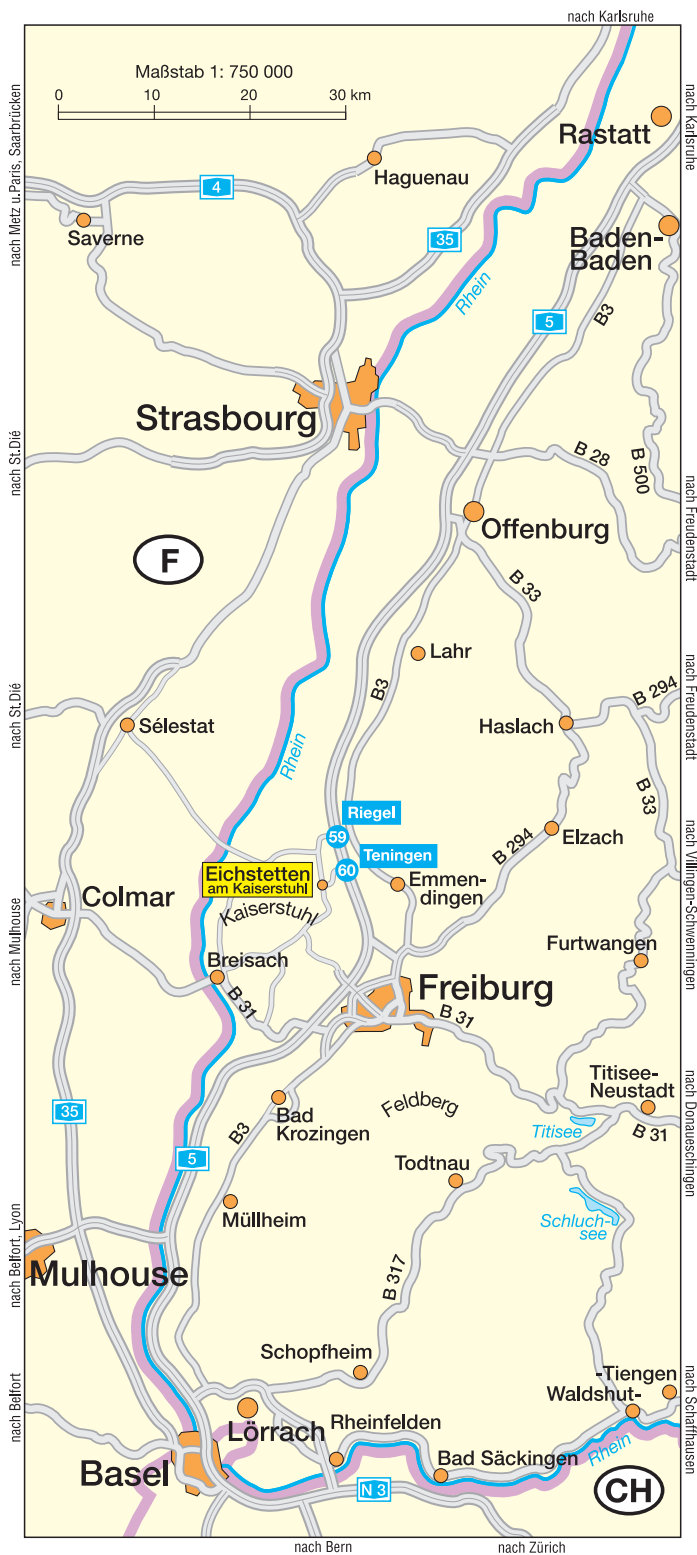 nach Karlsruhe
Maßstab 1: 750 000
0 10 20 30 km
nach Metz u.Paris, Saarbrücken
nach Karlsruhe
Rastatt
Haguenau
4
Saverne
35
Baden-
Baden
Rhein
B3
5
Strasbourg
nach St.Dié
B 28
B 500
nach Freudenstadt
Offenburg
F
B 33
Lahr
B3
nach Freudenstadt
B 294
nach St.Dié
Sélestat
Haslach
Rhein
B 33
Riegel
59
Elzach
B 294
Teningen
60
Eichstetten
am Kaiserstuhl
Emmen-
dingen
Kaiserstuhl
Colmar
nach Mulhouse
nach Villingen-Schwenningen
Furtwangen
Breisach
B 31
Freiburg
B 31
Titisee-
Neustadt
nach Donaueschingen
35
Bad
Krozingen
Feldberg
Titisee
B 31
B3
5
Todtnau
Müllheim
Schluch-
see
nach Belfort, Lyon
Mulhouse
B 317
Schopfheim
-Tiengen
Waldshut-
nach Schaffhausen
nach Belfort
Lörrach
Rheinfelden
Basel
Bad Säckingen
Rhein
N 3
CH
nach Bern
nach Zürich